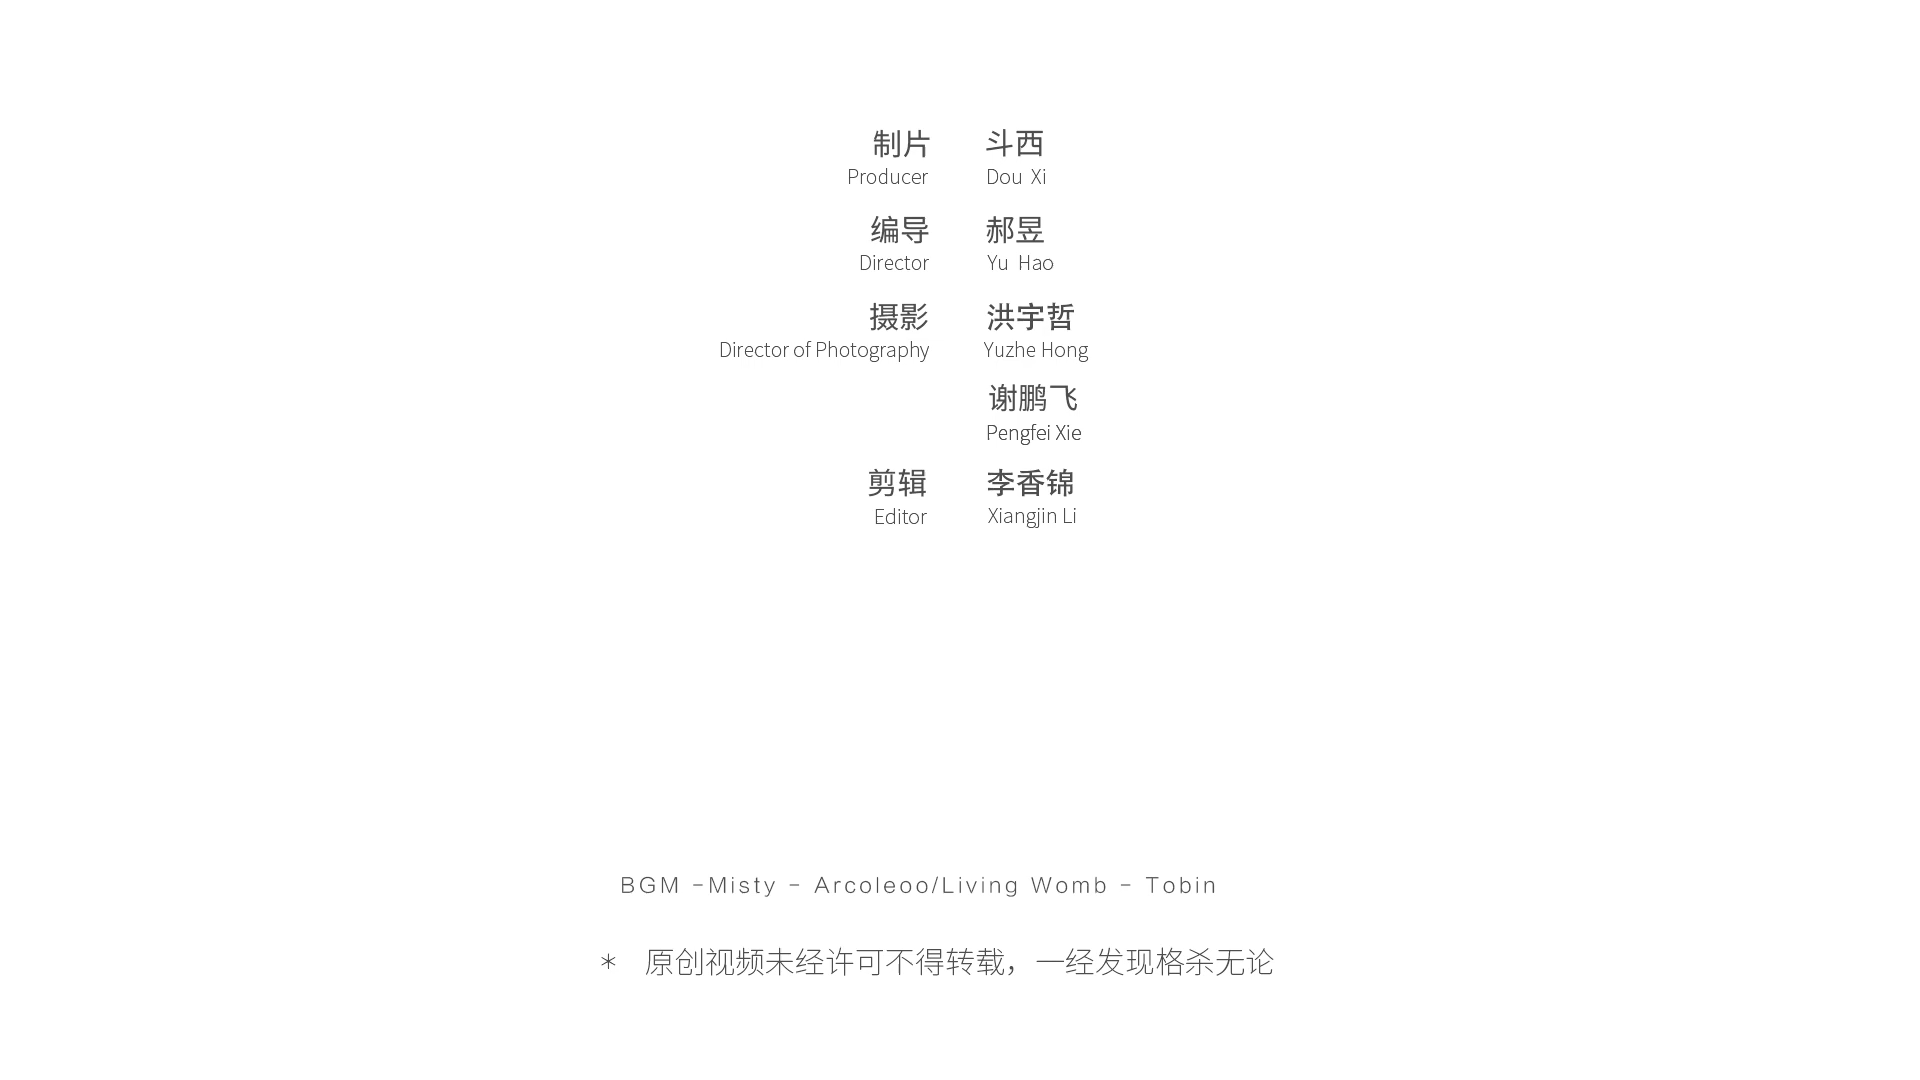 制片 斗西
Producer Dou Xi
编导 郝昱
Director Yu Hao
摄影 洪宇哲
Director of Photography Yuzhe Hong
谢鹏飞
Pengfei Xie
剪辑 李香锦
Editor Xiangjin Li
BGM -Misty - Arcoleoo/Living Womb - Tobin
* 原创视频未经许可不得转载，一经发现格杀无论